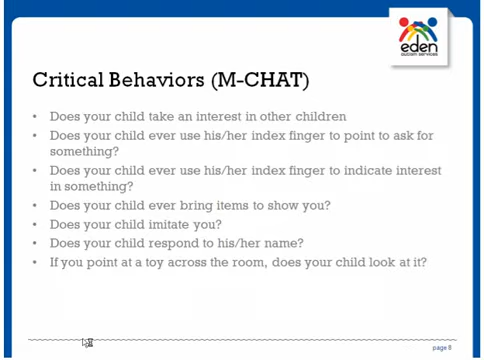 eden
autism services
Critical Behaviors (M-CHAT)
• Does your child take an interest in other children
• Does your child ever use his/her index finger to point to ask for
something?
• Does your child ever use his/her index finger to indicate interest
in something?
• Does your child ever bring items to show you?
• Does your child imitate you?
• Does your child respond to his/her name?
• If you point at a toy across the room, does your child look at it?
page 8